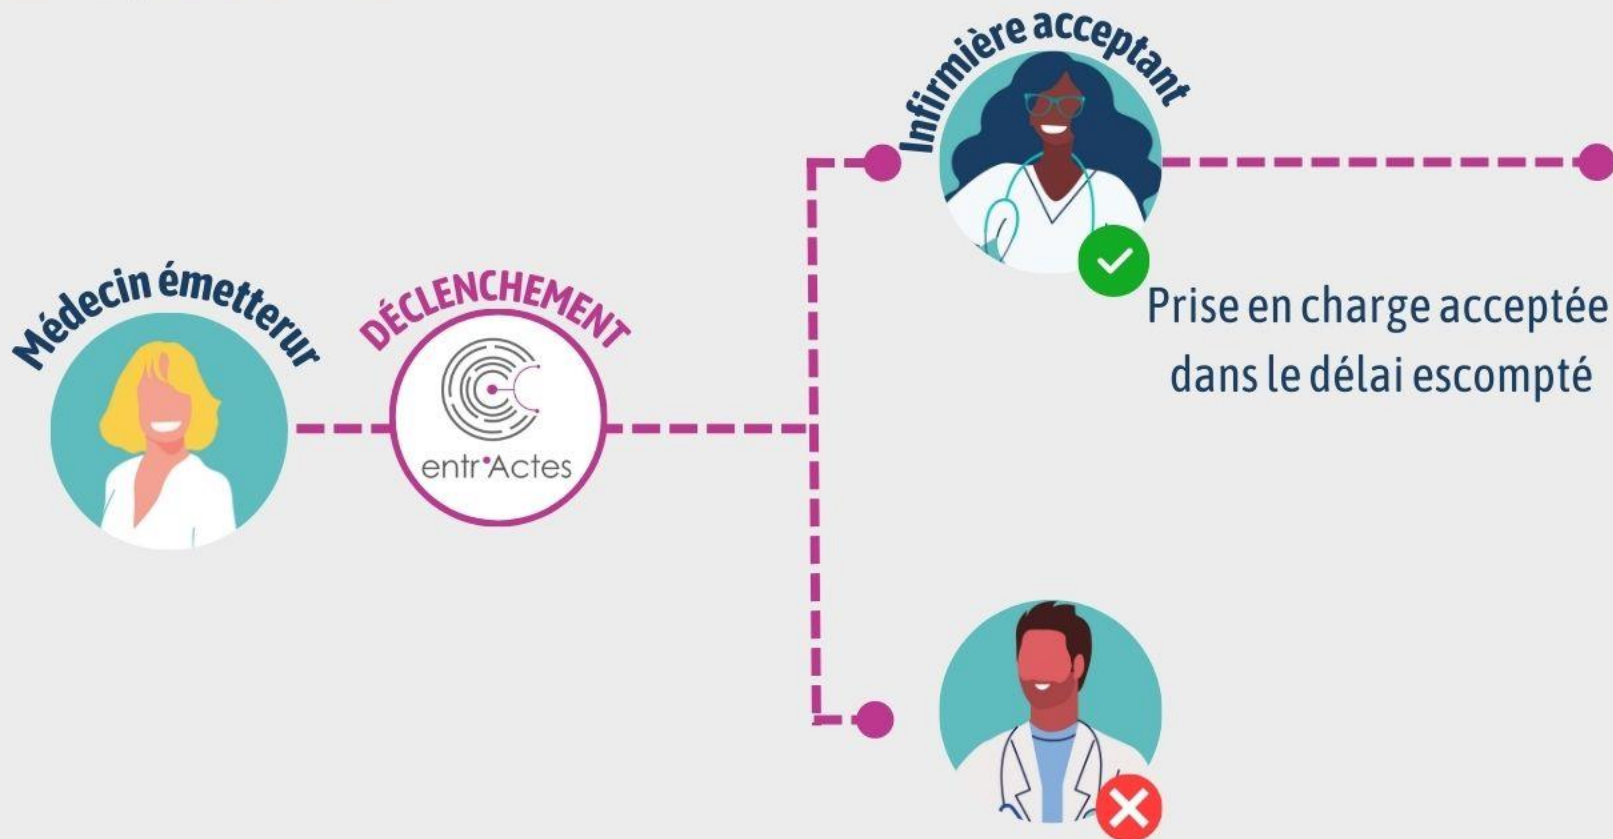 Infirmière acceptant
Médecin émetterur
DÉCLENCHEMENT
entr'Actes
Prise en charge acceptée
dans le délai escompté